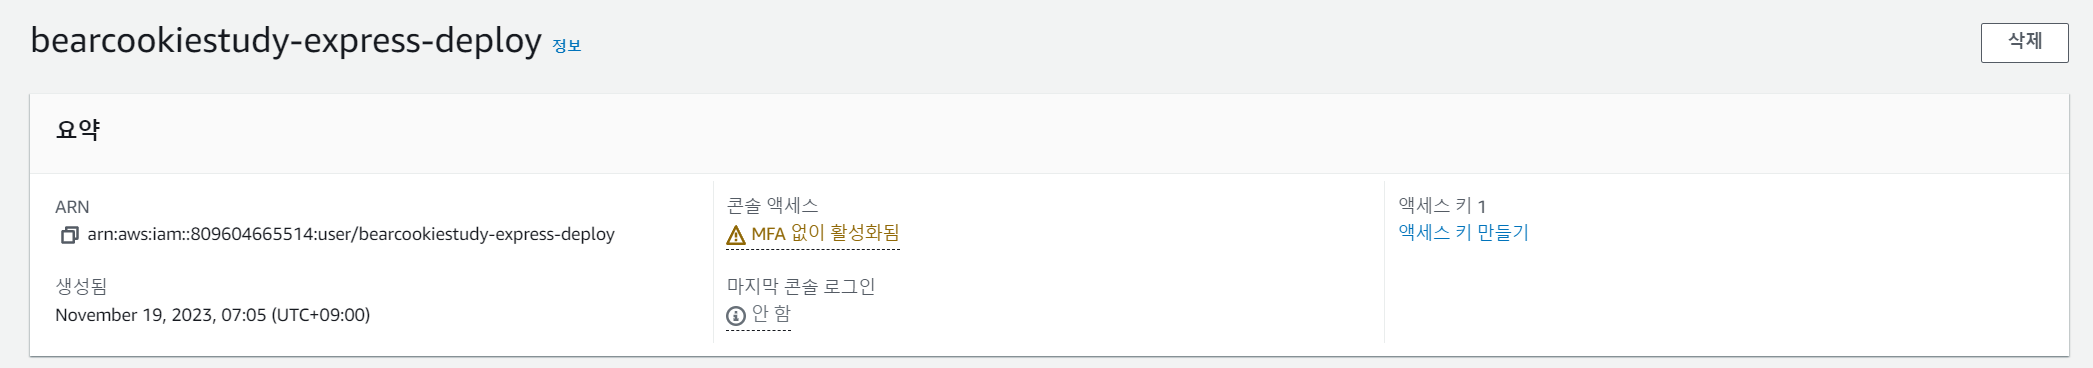 bearcookiestudy-express-deploy 정보
삭제
요약
ARN
arn:aws:iam::809604665514:user/bearcookiestudy-express-deploy
생성됨
November 19, 2023, 07:05 (UTC+09:00)
콘솔 액세스
MFA 없이 활성화됨
마지막 콘솔 로그인
안 함
액세스 키 1
액세스 키 만들기